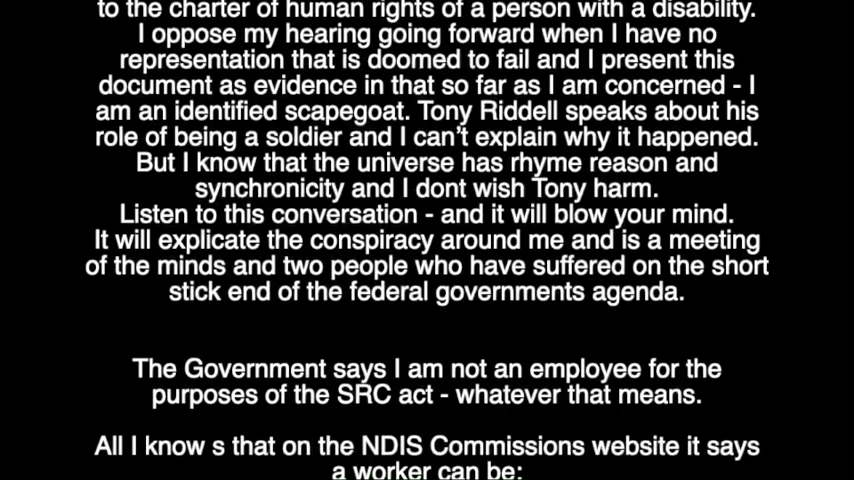 to the charter of human rights of a person with a disability.
I oppose my hearing going forward when I have no
representation that is doomed to fail and I present this
document as evidence in that so far as I am concerned - I
am an identified scapegoat. Tony Riddell speaks about his
role of being a soldier and I can't explain why it happened.
But I know that the universe has rhyme reason and
synchronicity and I dont wish Tony harm.
Listen to this conversation - and it will blow your mind.
It will explicate the conspiracy around me and is a meeting
of the minds and two people who have suffered on the short
stick end of the federal governments agenda.
The Government says I am not an employee for the
purposes of the SRC act - whatever that means.
All I know s that on the NDIS Commissions website it says
a worker can be: